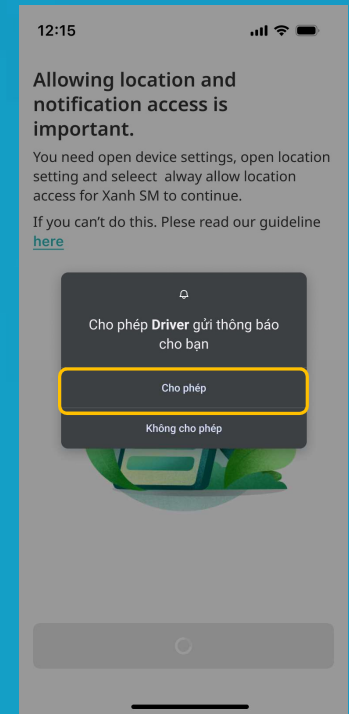 12:15
Allowing location and
notification access is
important.
You need open device settings, open location
setting and seleect alway allow location
access for Xanh SM to continue.
If you can't do this. Plese read our guideline
here
Cho phép Driver gửi thông báo
cho bạn
Cho phép
Không cho phép